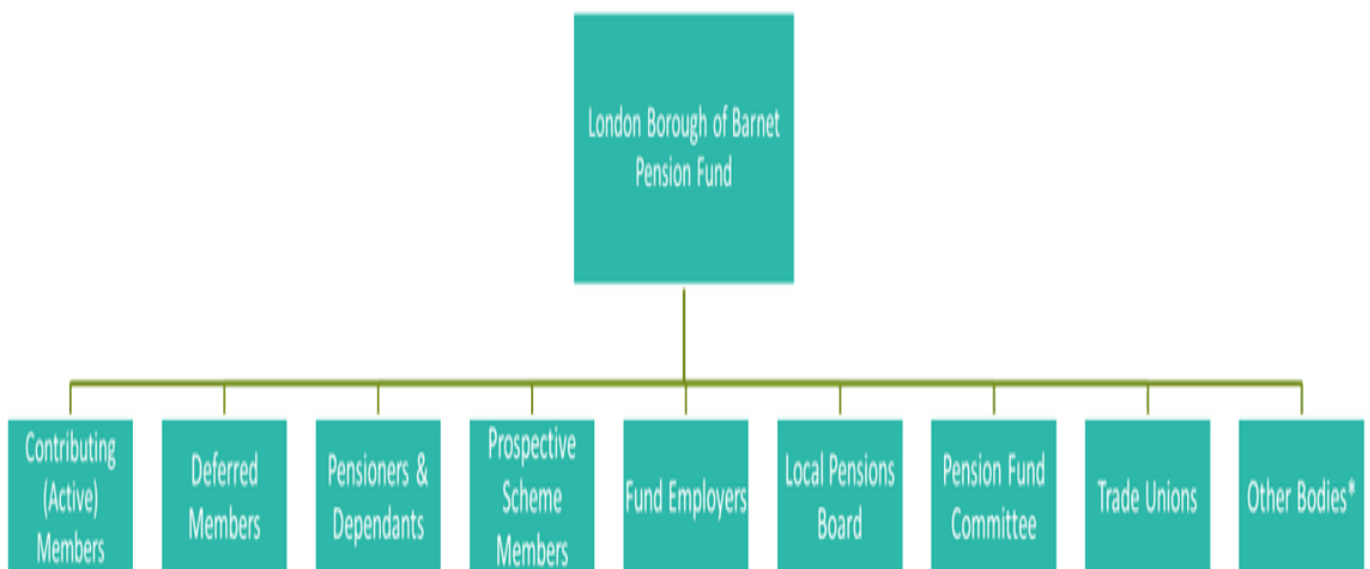 London Borough of Barnet
Pension Fund
Contributing
(Active)
Members
Deferred
Members
Pensioners &
Dependants
Prospective
Scheme
Members
Fund Employers
Local Pensions
Board
Pension Fund
Committee
Trade Unions
Other Bodies*